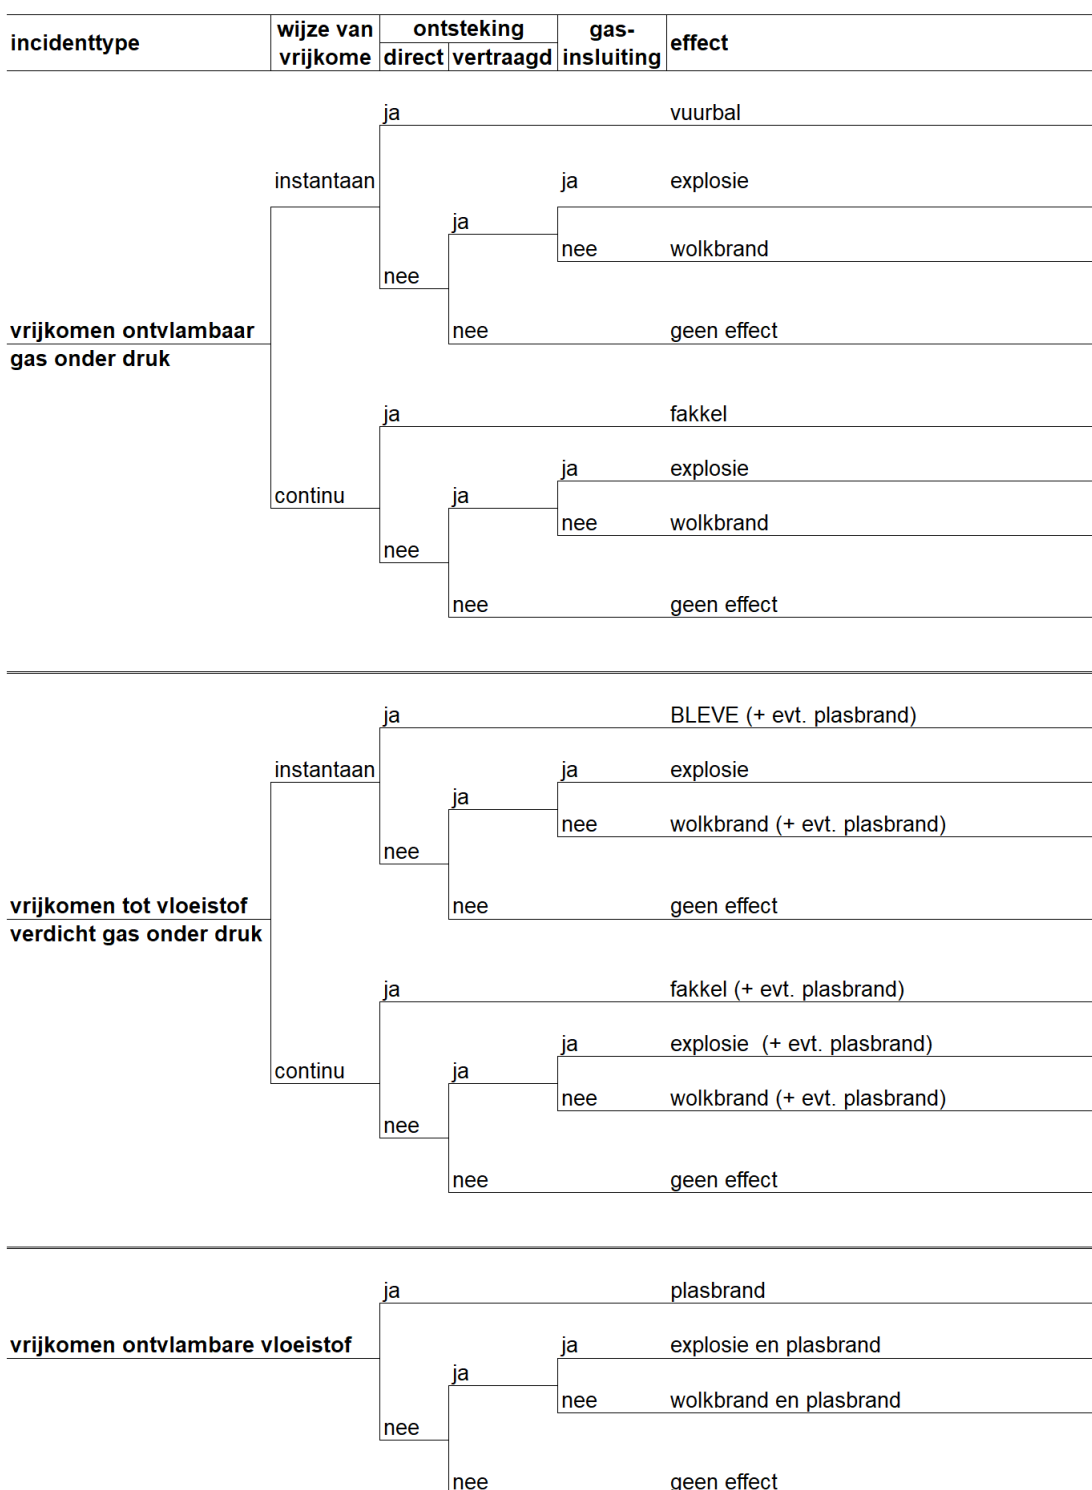 incidenttype
wijze van
vrijkome
ontsteking
direct vertraagd
gas-
insluiting
effect
ja vuurbal
instantaan ja explosie
ja
nee wolkbrand
nee
vrijkomen ontvlambaar nee geen effect
gas onder druk
ja fakkel
ja explosie
continu ja
nee wolkbrand
nee
nee geen effect
ja BLEVE (+ evt. plasbrand)
instantaan ja explosie
ja
nee wolkbrand (+ evt. plasbrand)
nee
vrijkomen tot vloeistof nee geen effect
verdicht gas onder druk
ja fakkel (+ evt. plasbrand)
ja explosie (+ evt. plasbrand)
continu ja
nee wolkbrand (+ evt. plasbrand)
nee
nee geen effect
ja plasbrand
vrijkomen ontvlambare vloeistof ja explosie en plasbrand
ja
nee wolkbrand en plasbrand
nee
nee geen effect